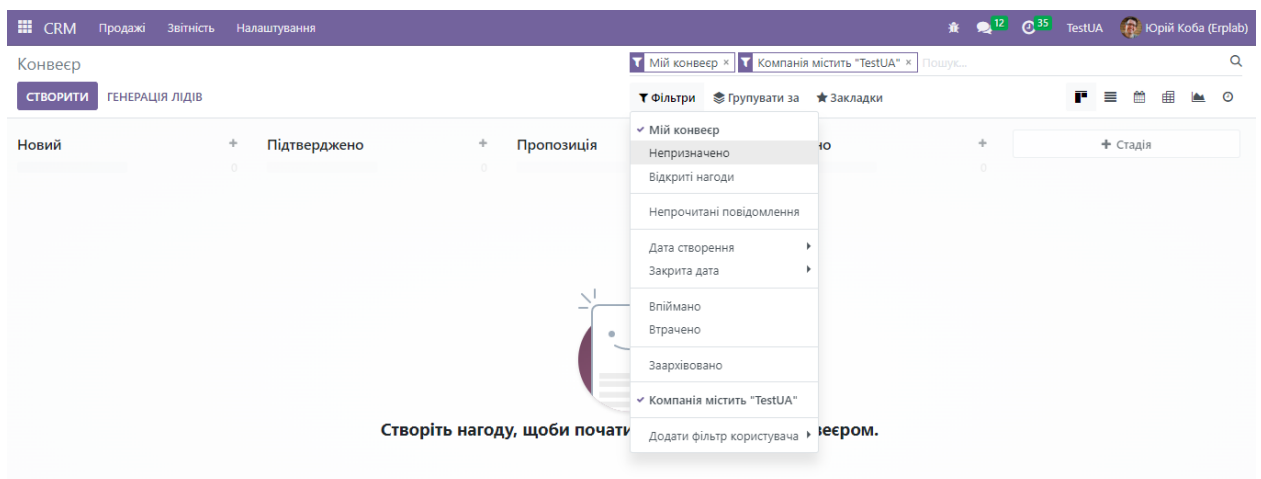 CRM Продажі Звітність Налаштування 12 35 TestUA Юрій Коба (Erplab)
Конвеєр Мій конвеєр × Компанія містить "TestUA" × Пошук...
СТВОРИТИ ГЕНЕРАЦІЯ ЛІДІВ Фільтри Групувати за Закладки
Новий + Підтверджено + Пропозиція но + + Стадія
0 0 0
Мій конвеєр
Непризначено
Відкриті нагоди
Непрочитані повідомлення
Дата створення
Закрита дата
Впіймано
Втрачено
Заархівовано
Компанія містить "TestUA"
Додати фільтр користувача
Створіть нагоду, щоби почати веєром.